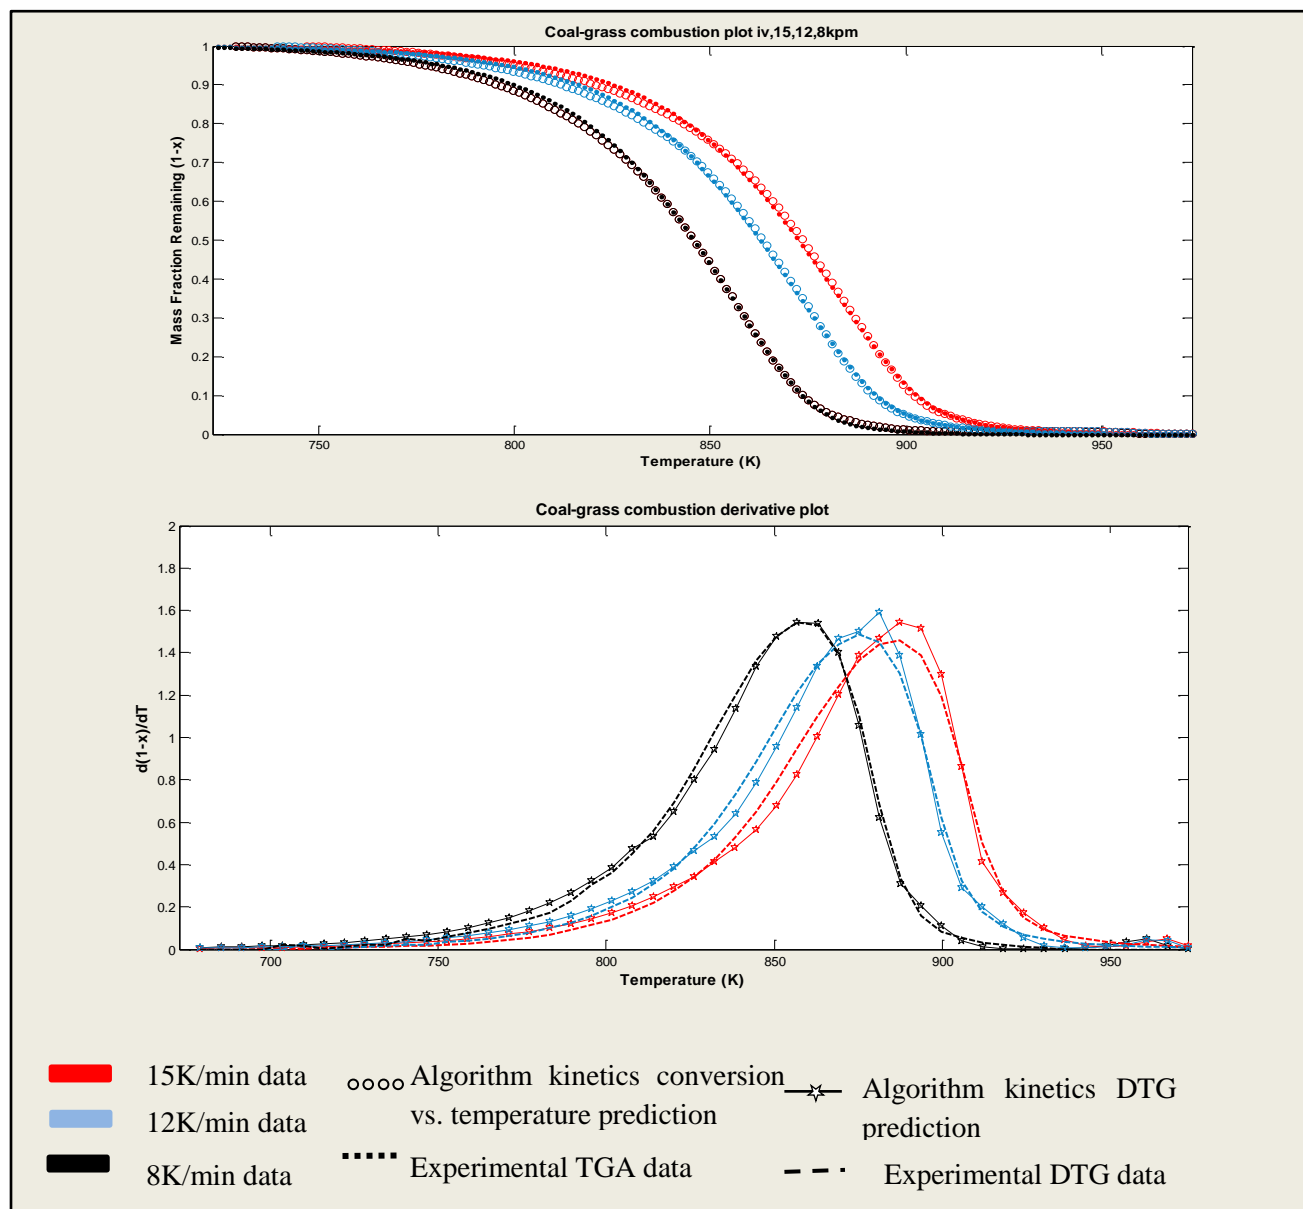 Coal-grass combustion plot iv,15,12,8kpm
1
0.9
0.8
0.7
0.6
0.5
0.4
0.3
0.2
0.1
0
Mass Fraction Remaining (1-x)
750
800
850
900
950
Temperature (K)
Coal-grass combustion derivative plot
2
1.8
1.6
1.4
1.2
1
0.8
0.6
0.4
0.2
0
d(1-x)/dT
700
750
800
850
900
950
Temperature (K)
15K/min data
12K/min data
8K/min data
Algorithm kinetics conversion
vs. temperature prediction
Experimental TGA data
Algorithm kinetics DTG
prediction
Experimental DTG data